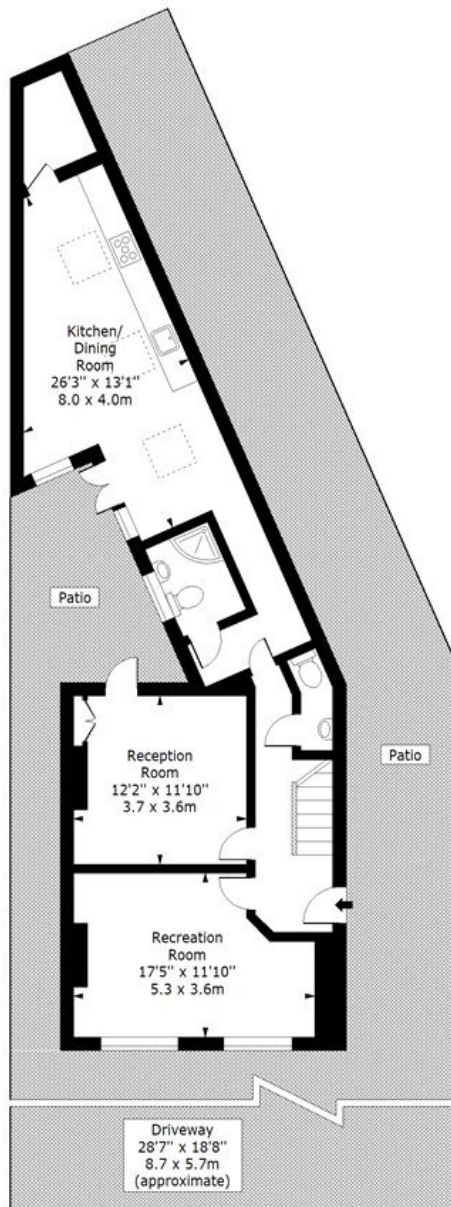 Kitchen/
Dining
Room
26'3" x 13'1"
8.0 x 4.0m
Patio
Reception
Room
12'2" x 11'10"
3.7 x 3.6m
Patio
Recreation
Room
17'5" x 11'10"
5.3 x 3.6m
Driveway
28'7" x 18'8"
8.7 x 5.7m
(approximate)